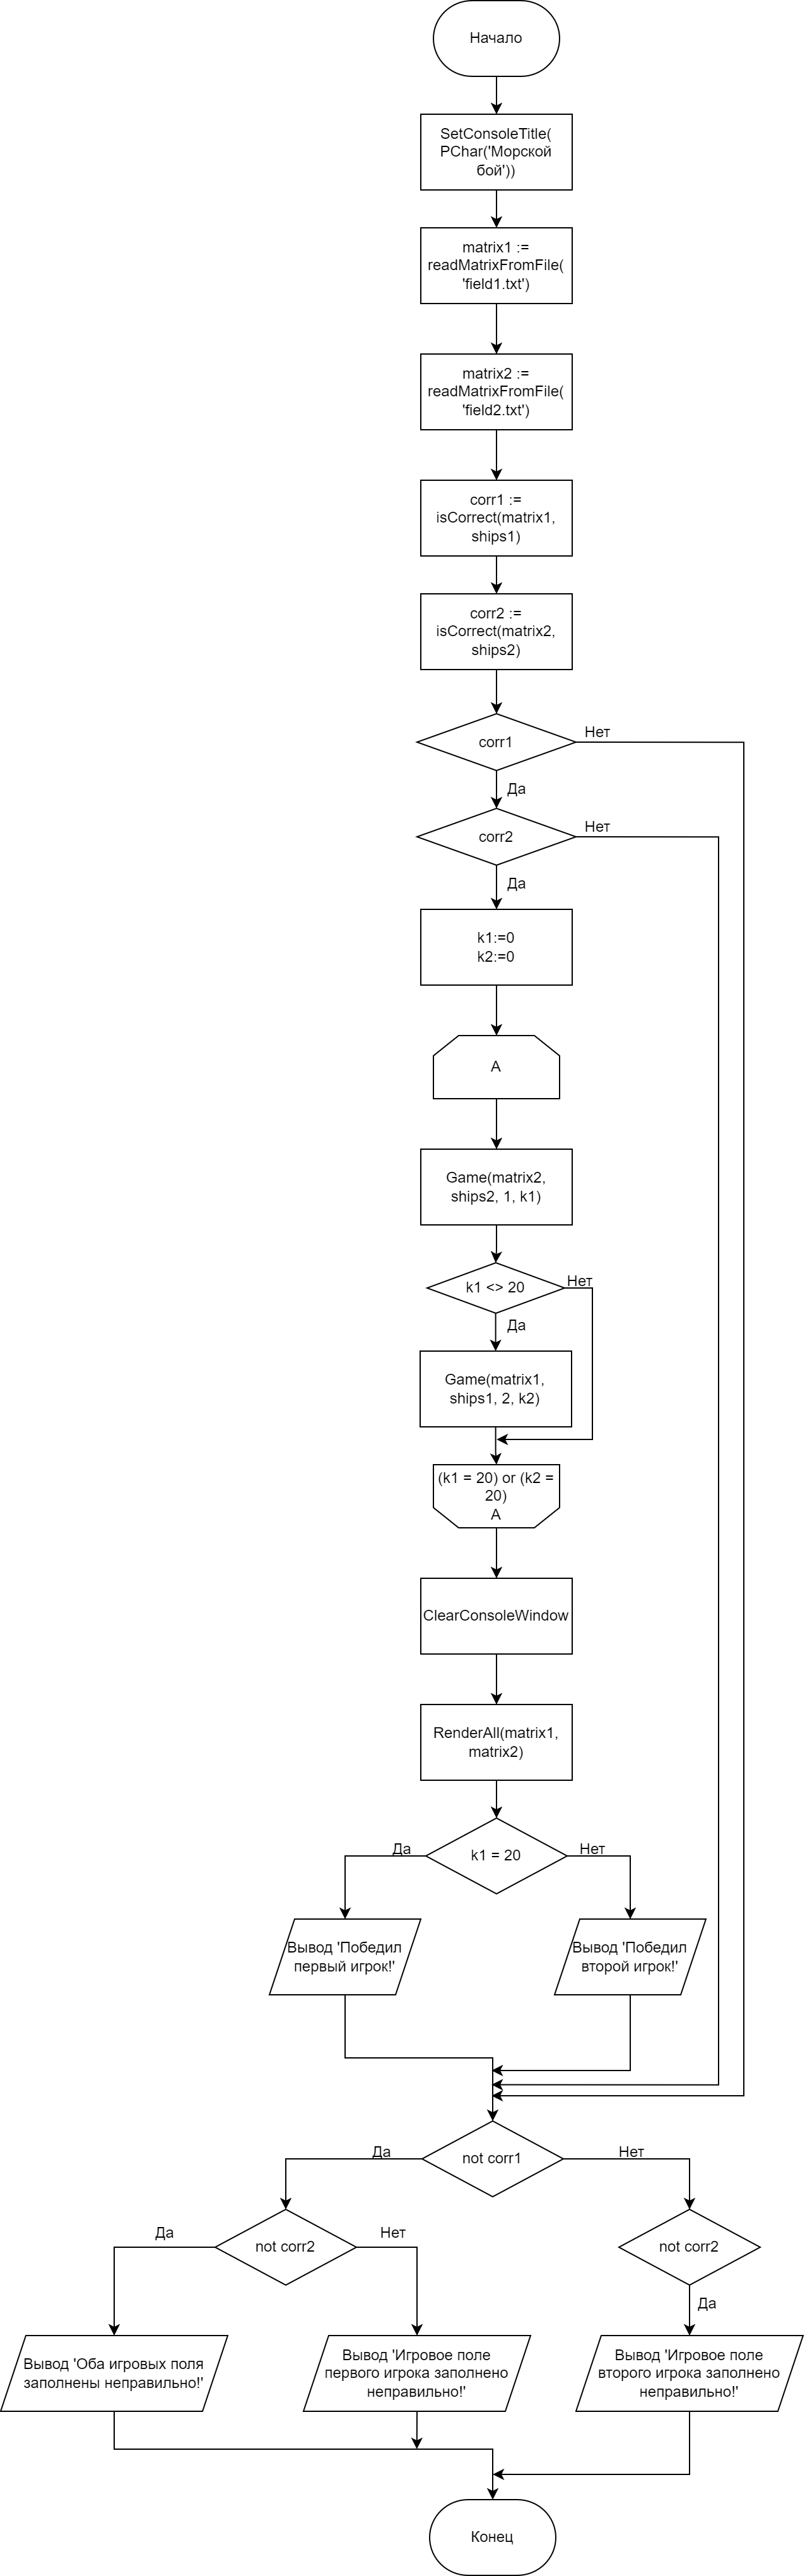 Начало
SetConsoleTitle(
PChar('Морской
бой'))
matrix1 :=
readMatrixFromFile(
'field1.txt')
matrix2 :=
readMatrixFromFile(
'field2.txt')
corr1 :=
isCorrect(matrix1,
ships1)
corr2 :=
isCorrect(matrix2,
ships2)
corr1
Нет
Да
corr2
Нет
Да
k1:=0
k2:=0
A
Game(matrix2,
ships2, 1, k1)
k1 <> 20
Нет
Да
Game(matrix1,
ships1, 2, k2)
(k1 = 20) or (k2 =
20)
A
ClearConsoleWindow
RenderAll(matrix1,
matrix2)
k1 = 20
Да
Нет
Вывод 'Победил
первый игрок!'
Вывод 'Победил
второй игрок!'
not corr1
Да
Нет
not corr2
Да
Нет
not corr2
Да
Вывод 'Оба игровых поля
заполнены неправильно!'
Вывод 'Игровое поле
первого игрока заполнено
неправильно!'
Вывод 'Игровое поле
второго игрока заполнено
неправильно!'
Конец